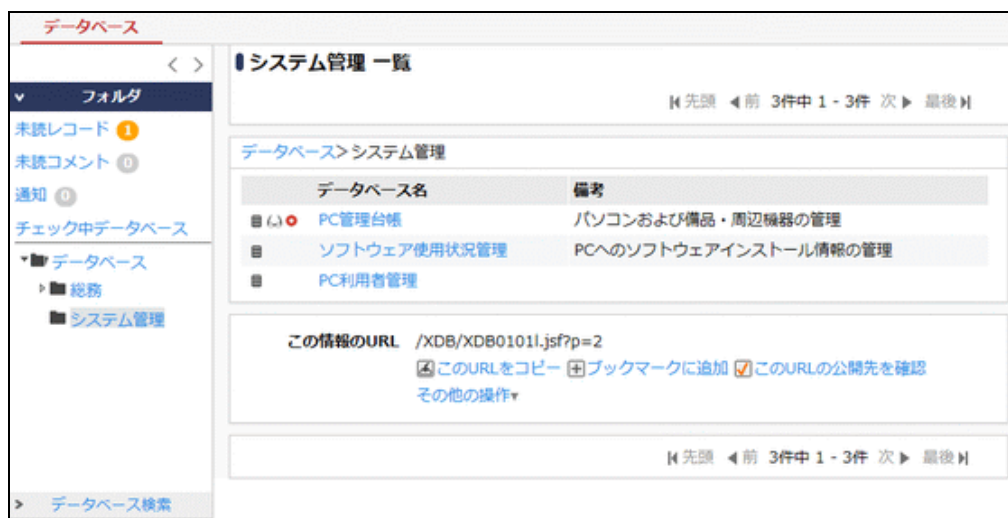 データベース
< >
フォルダ
未読レコード 1
未読コメント 0
通知 0
チェック中データベース
データベース
総務
システム管理
データベース検索
システム管理 一覧
先頭 前 3件中 1 - 3件 次 最後
データベース>システム管理
データベース名 備考
PC管理台帳 パソコンおよび備品・周辺機器の管理
ソフトウェア使用状況管理 PCへのソフトウェアインストール情報の管理
PC利用者管理
この情報のURL /XDB/XDB0101l.jsf?p=2
このURLをコピー ブックマークに追加 このURLの公開先を確認
その他の操作▾
先頭 前 3件中 1 - 3件 次 最後